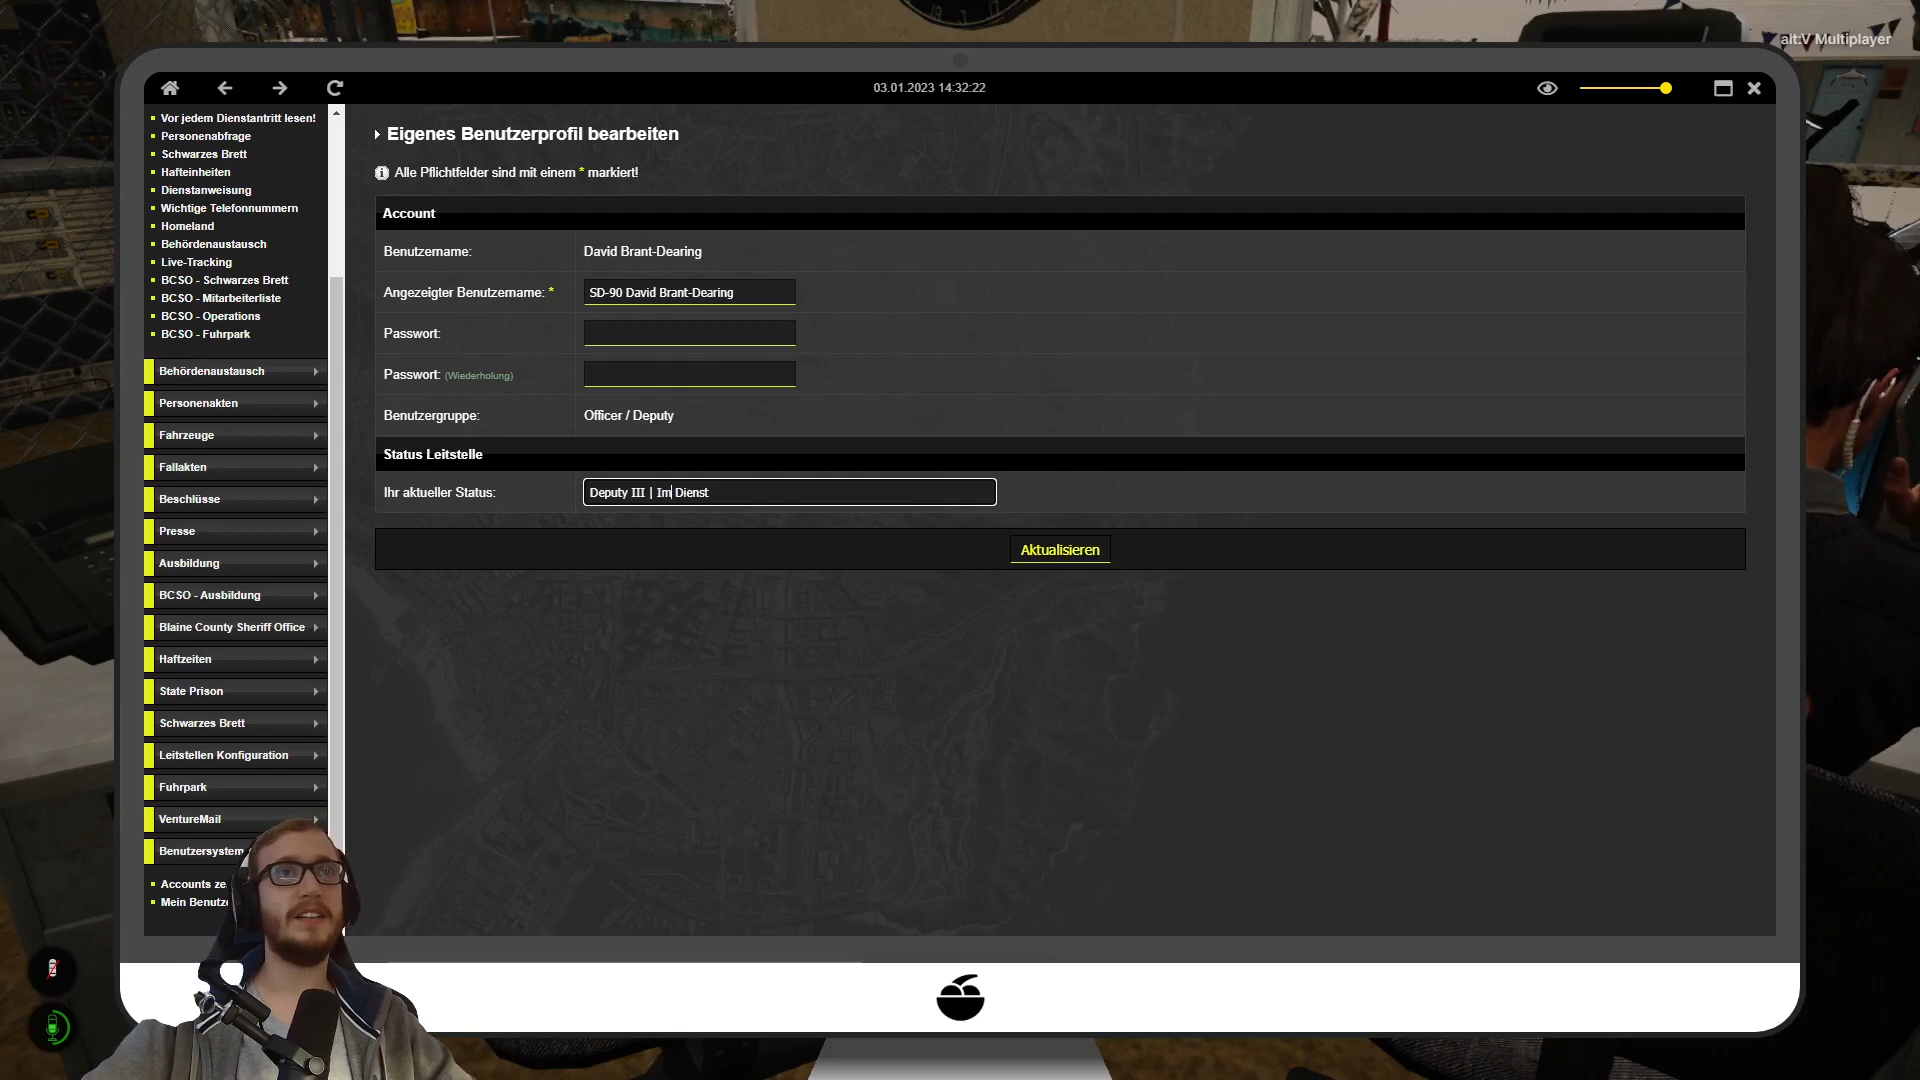 alt:V Multiplayer
03.01.2023 14:32:22
Vor jedem Dienstantritt lesen!
Personenabfrage
Schwarzes Brett
Hafteinheiten
Dienstanweisung
Wichtige Telefonnummern
Homeland
Behördenaustausch
Live-Tracking
BCSO - Schwarzes Brett
BCSO - Mitarbeiterliste
BCSO - Operations
BCSO - Fuhrpark
Behördenaustausch
Personenakten
Fahrzeuge
Fallakten
Beschlüsse
Presse
Ausbildung
BCSO - Ausbildung
Blaine County Sheriff Office
Haftzeiten
State Prison
Schwarzes Brett
Leitstellen Konfiguration
Fuhrpark
VentureMail
Benutzersystem
Accounts ze
Mein Benutz
Eigenes Benutzerprofil bearbeiten
Alle Pflichtfelder sind mit einem * markiert!
Account
Benutzername: David Brant-Dearing
Angezeigter Benutzername: * SD-90 David Brant-Dearing
Passwort:
Passwort: (Wiederholung)
Benutzergruppe: Officer / Deputy
Status Leitstelle
Ihr aktueller Status: Deputy III | Im Dienst
Aktualisieren